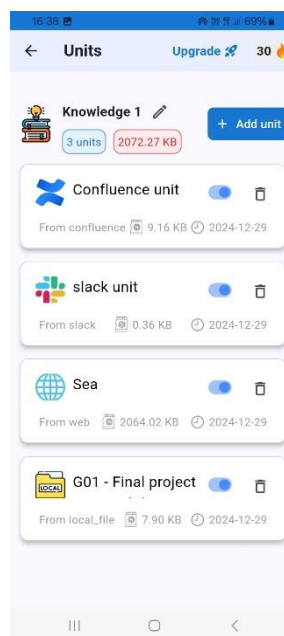 16:38 69%
Units Upgrade 30
Knowledge 1
+ Add unit
3 units 2072.27 KB
Confluence unit
From confluence 9.16 KB 2024-12-29
slack unit
From slack 0.36 KB 2024-12-29
Sea
From web 2064.02 KB 2024-12-29
LOCAL G01 - Final project
From local_file 7.90 KB 2024-12-29